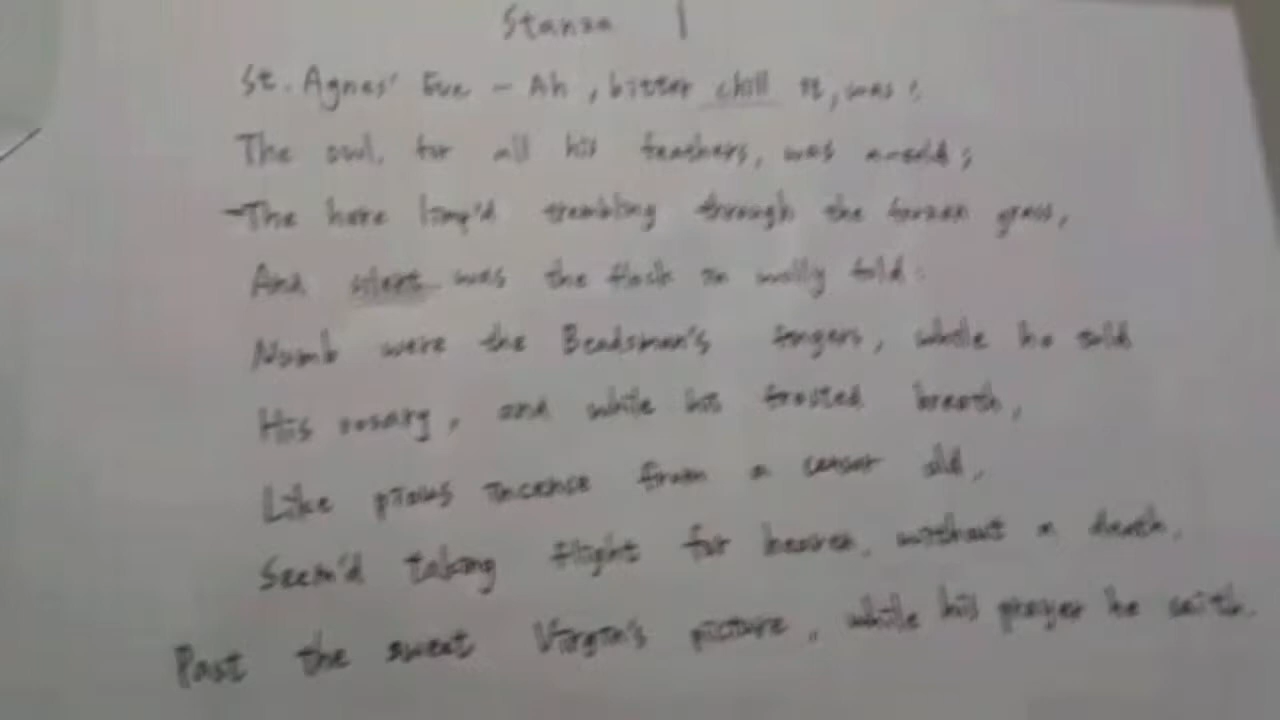 Stanza 1
St. Agnes' Eve - Ah, bitter chill it, was!
The owl, for all his feathers, was a-cold;
The hare limp'd trembling through the frozen grass,
And silent was the flock in wolly fold.
Numb were the Beadsman's fingers, while he told
His rosary, and while his frosted breath,
Like pious incense from a censor old,
Seem'd taking flight for heaven, without a death,
Past the sweet Virgin's picture, while his prayer he saith.